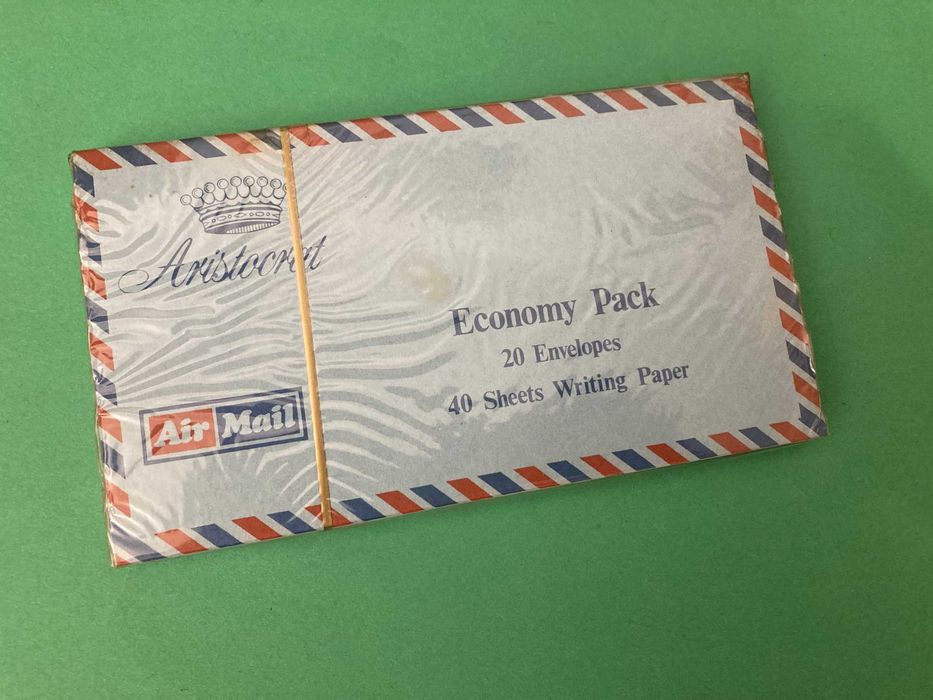 Aristocrat
Economy Pack
20 Envelopes
40 Sheets Writing Paper
Air Mail